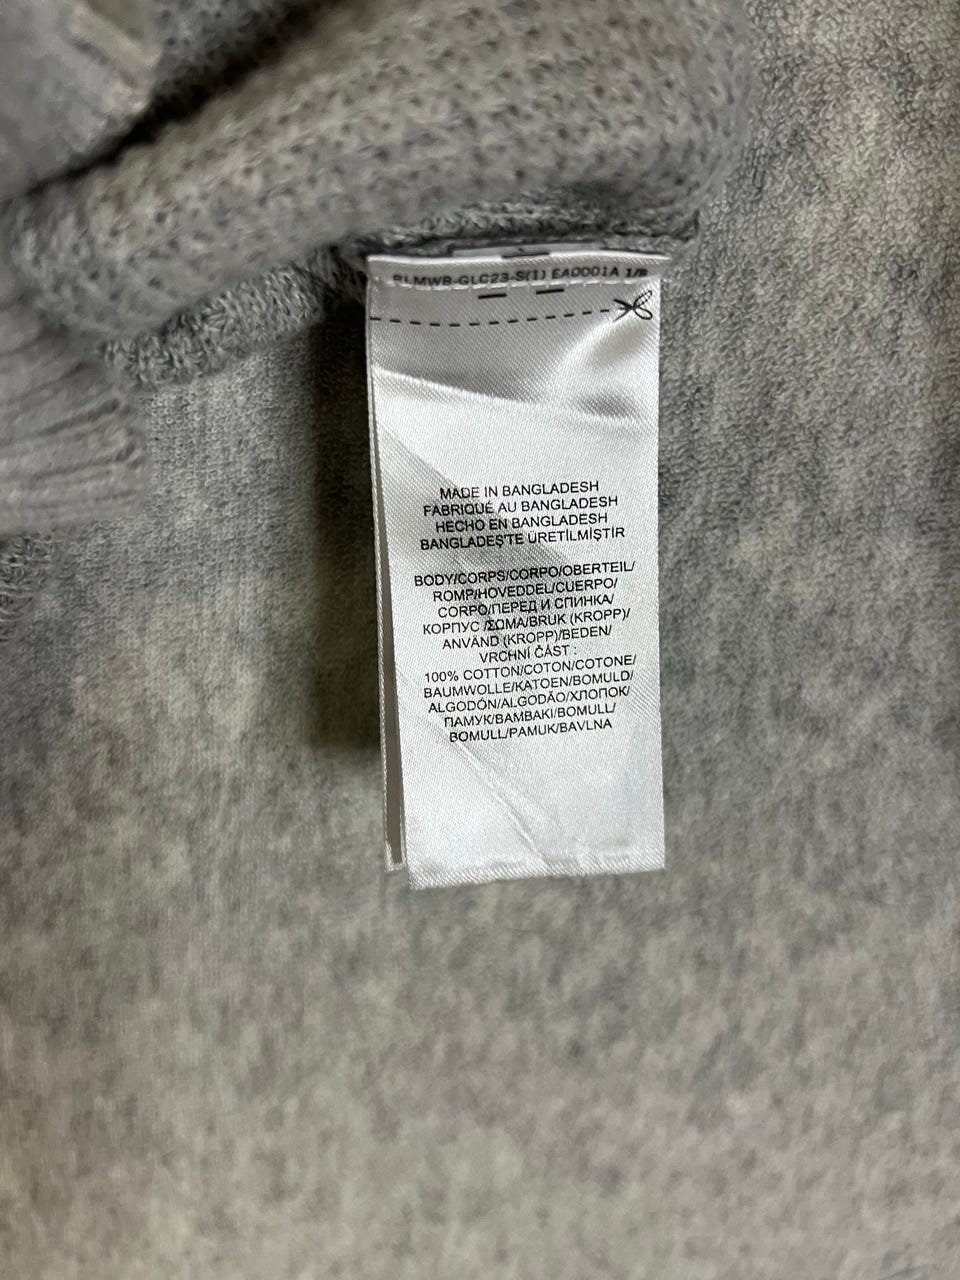 RLMWB-GLC23-S(1) EA0001A 1/8
MADE IN BANGLADESH
FABRIQUÉ AU BANGLADESH
HECHO EN BANGLADESH
BANGLADEŞ'TE ÜRETİLMİŞTİR
BODY/CORPS/CORPO/OBERTEIL/
ROMP/HOVEDDEL/CUERPO/
CORPO/ПЕРЕД И СПИНКА/
КОРПУС /ΣΩΜΑ/BRUK (KROPP)/
ANVÄND (KROPP)/BEDEN/
VRCHNÍ ČÁST :
100% COTTON/COTON/COTONE/
BAUMWOLLE/KATOEN/BOMULD/
ALGODÓN/ALGODÃO/ХЛОПОК/
ПАМУК/ΒΑΜΒΑΚΙ/BOMULL/
BOMULL/PAMUK/BAVLNA